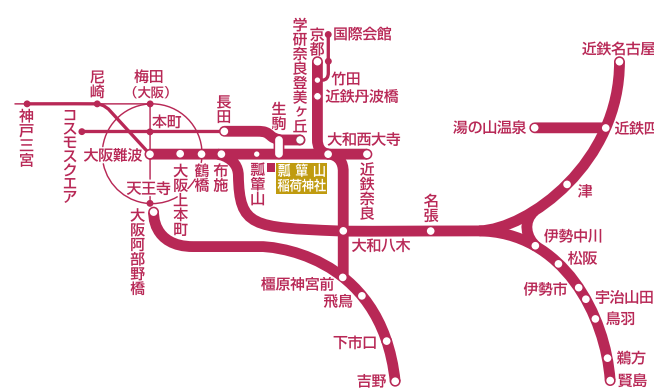 学研奈良登美ヶ丘
京都
国際会館
竹田
近鉄丹波橋
近鉄名古屋
尼崎
梅田
（大阪）
長田
生駒
神戸三宮
コスモスクエア
本町
大和西大寺
湯の山温泉
近鉄四
大阪難波
大阪上本町
鶴橋
布施
瓢簞山
瓢簞山
稲荷神社
近鉄奈良
天王寺
津
名張
大阪阿部野橋
大和八木
伊勢中川
松阪
橿原神宮前
飛鳥
伊勢市
宇治山田
鳥羽
下市口
鵜方
吉野
賢島